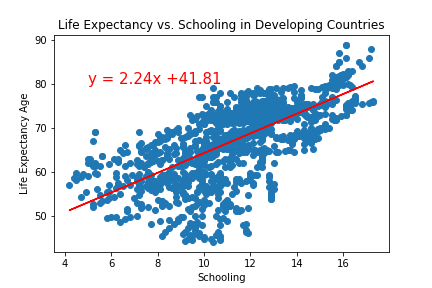 Life Expectancy vs. Schooling in Developing Countries
90
80
70
60
50
y = 2.24x +41.81
Life Expectancy Age
4 6 8 10 12 14 16
Schooling